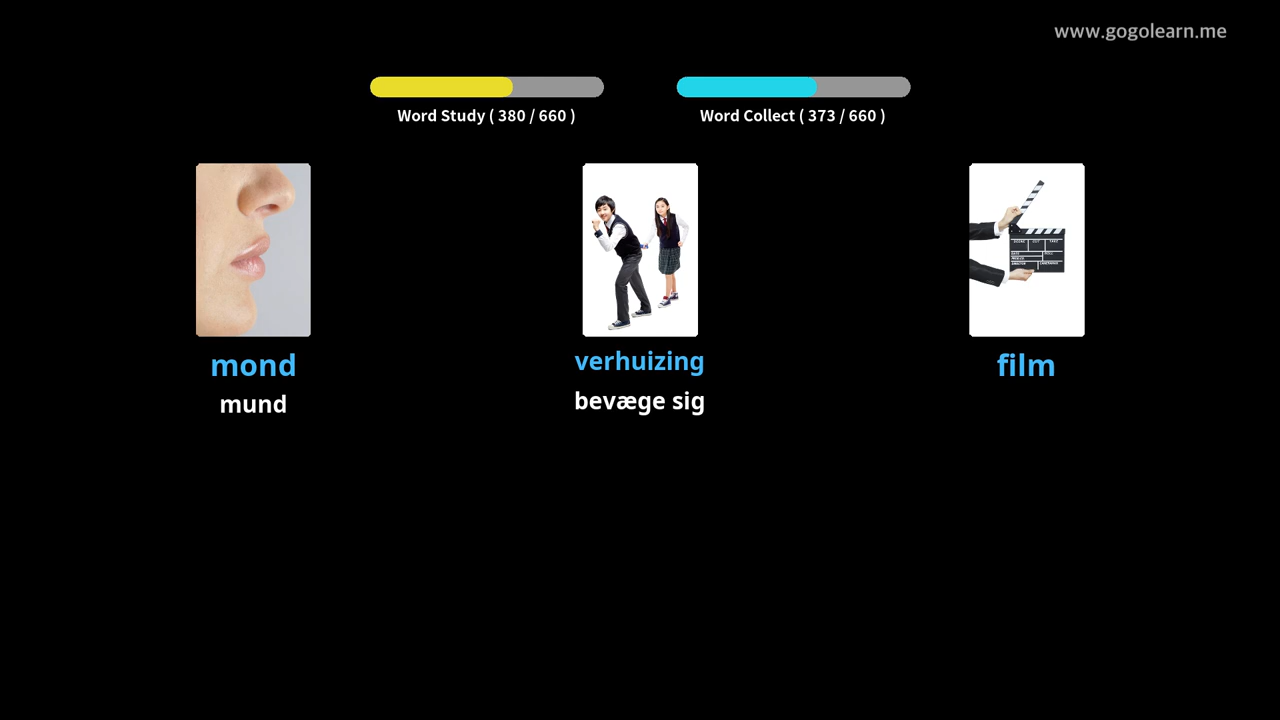 www.gogolearn.me
Word Study ( 380 / 660 )
Word Collect ( 373 / 660 )
mond
verhuizing
film
mund
bevæge sig